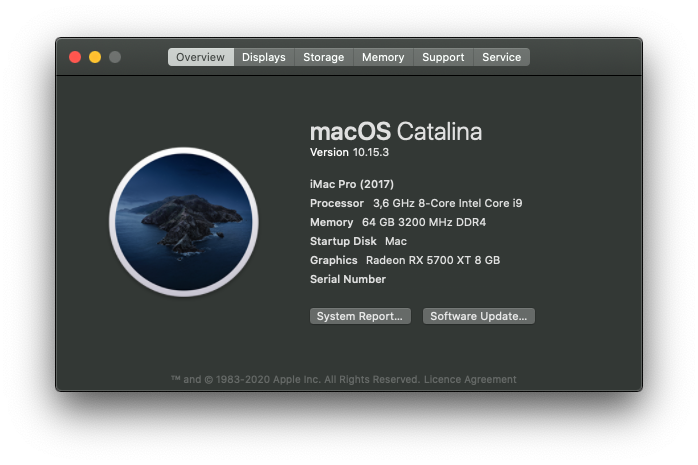 Overview Displays Storage Memory Support Service
macOS Catalina
Version 10.15.3
iMac Pro (2017)
Processor 3,6 GHz 8-Core Intel Core i9
Memory 64 GB 3200 MHz DDR4
Startup Disk Mac
Graphics Radeon RX 5700 XT 8 GB
Serial Number
System Report... Software Update...
™ and © 1983-2020 Apple Inc. All Rights Reserved. Licence Agreement